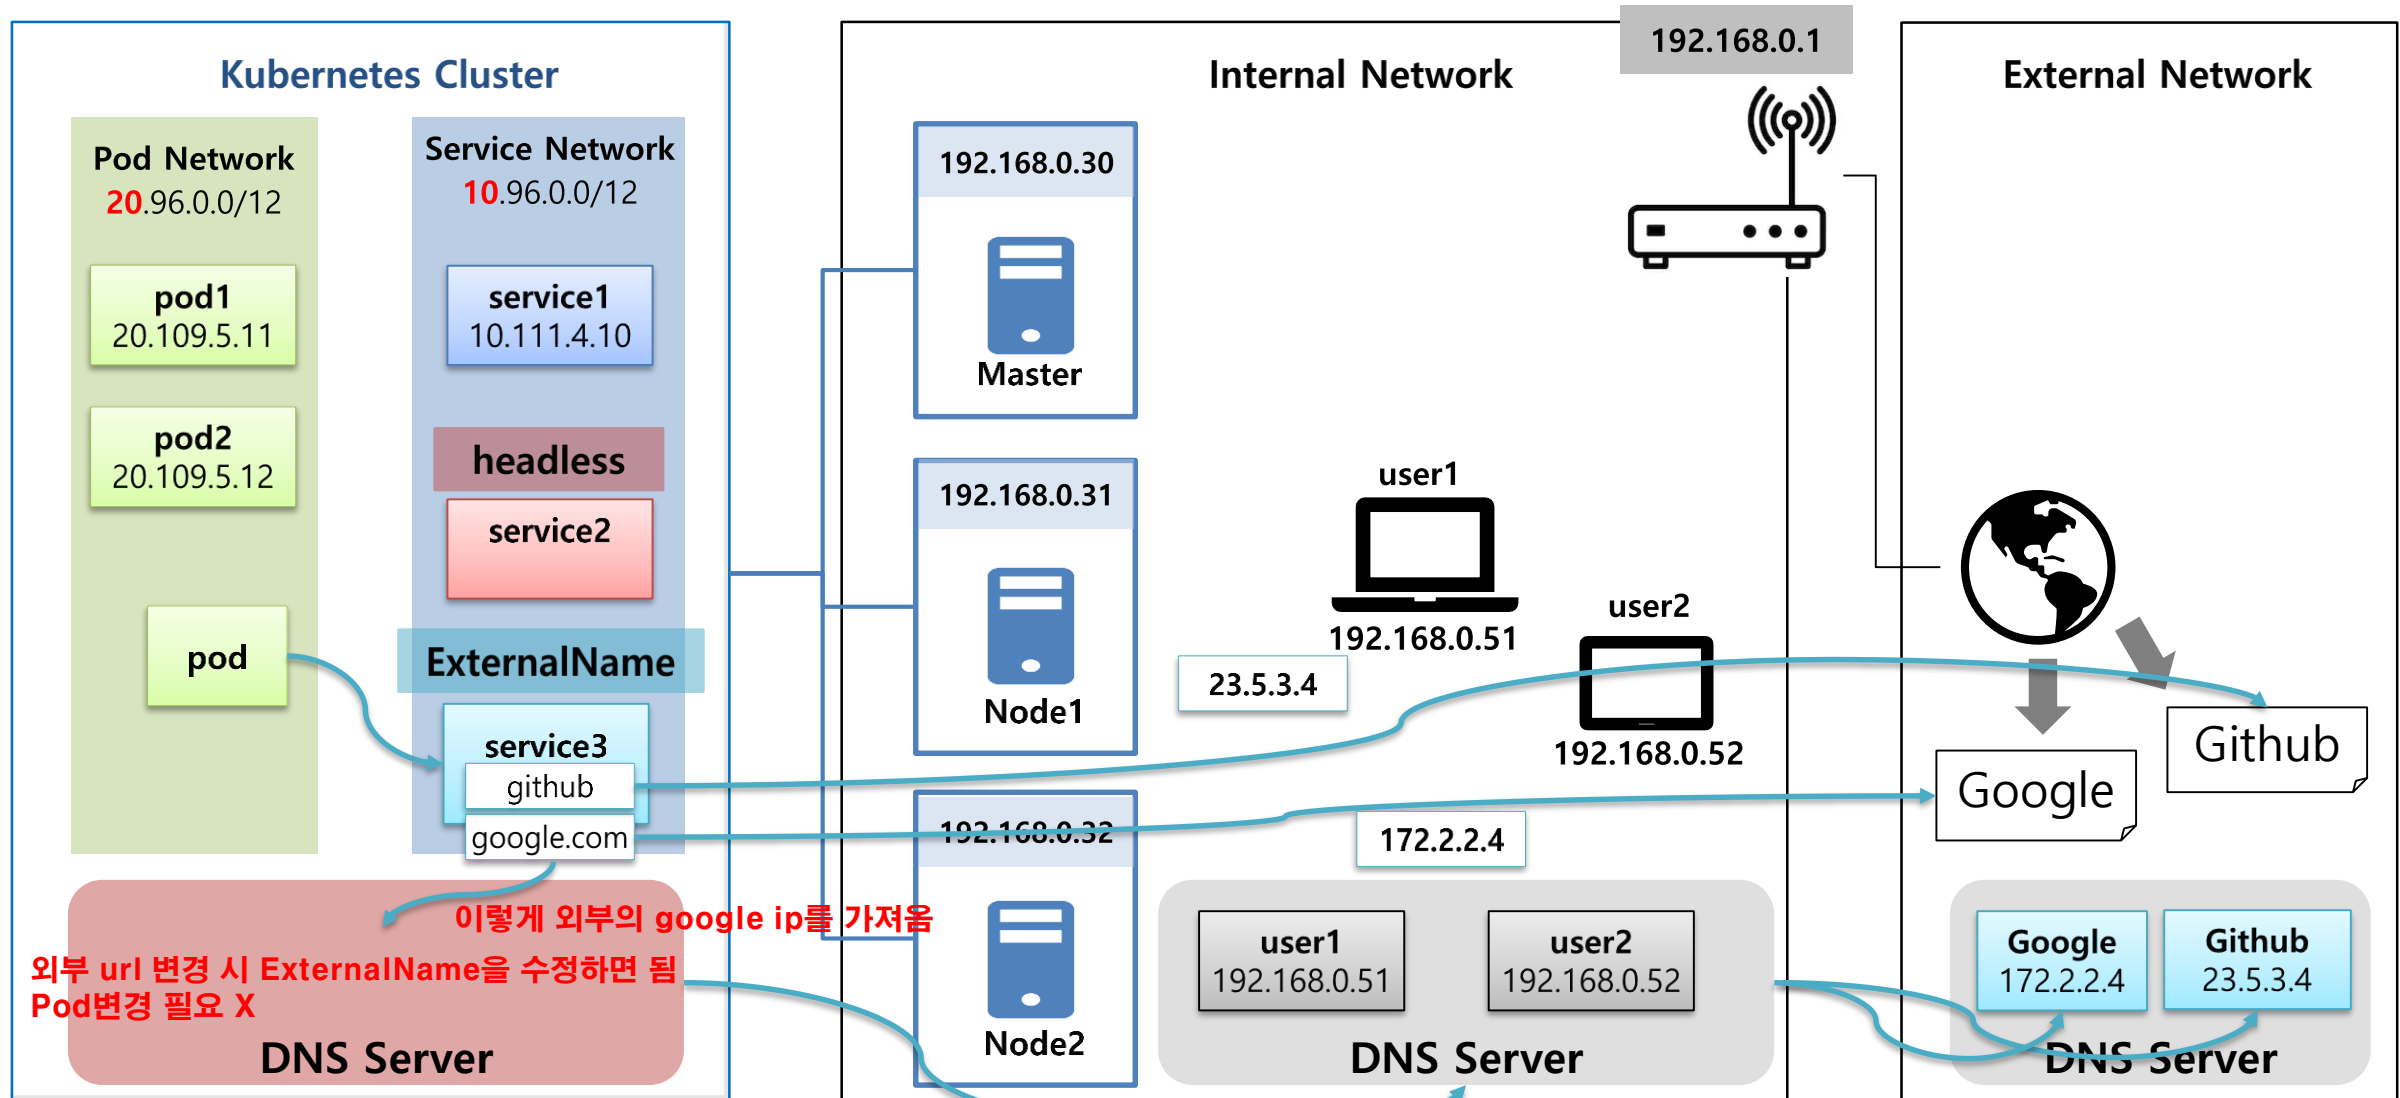 Kubernetes Cluster
Pod Network
20.96.0.0/12
pod1
20.109.5.11
pod2
20.109.5.12
pod
Service Network
10.96.0.0/12
service1
10.111.4.10
headless
service2
ExternalName
service3
github
google.com
이렇게 외부의 google ip를 가져옴
외부 url 변경 시 ExternalName을 수정하면 됨
Pod변경 필요 X
DNS Server
Internal Network
192.168.0.1
192.168.0.30
Master
192.168.0.31
Node1
192.168.0.32
Node2
user1
192.168.0.51
user2
192.168.0.52
23.5.3.4
172.2.2.4
user1
192.168.0.51
user2
192.168.0.52
DNS Server
External Network
Github
Google
Google
172.2.2.4
Github
23.5.3.4
DNS Server